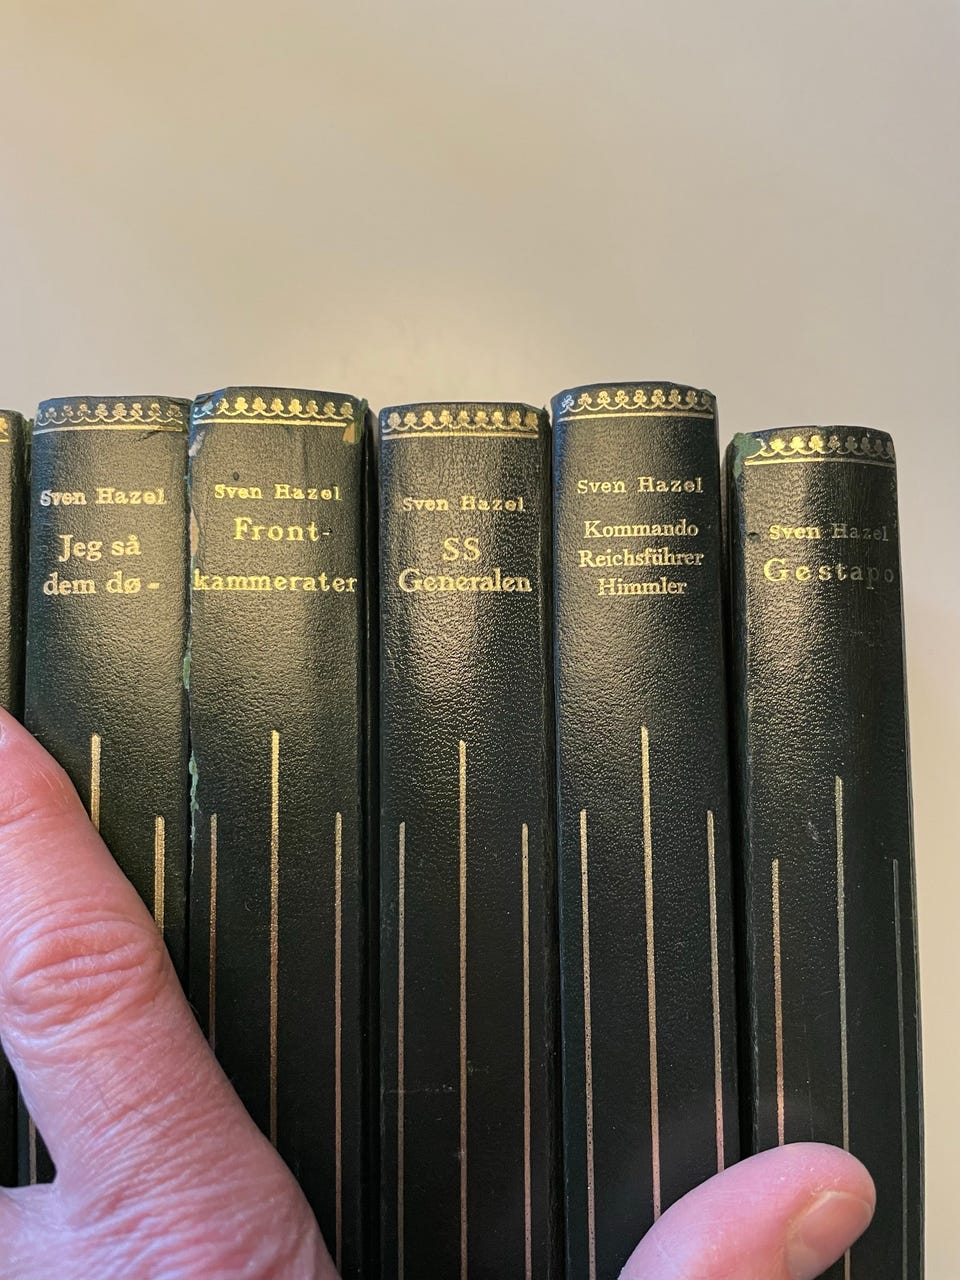 Sven Hazel
Jeg så
dem dø -
Sven Hazel
Front-
kammerater
Sven Hazel
SS
Generalen
Sven Hazel
Kommando
Reichsführer
Himmler
Sven Hazel
Gestapo